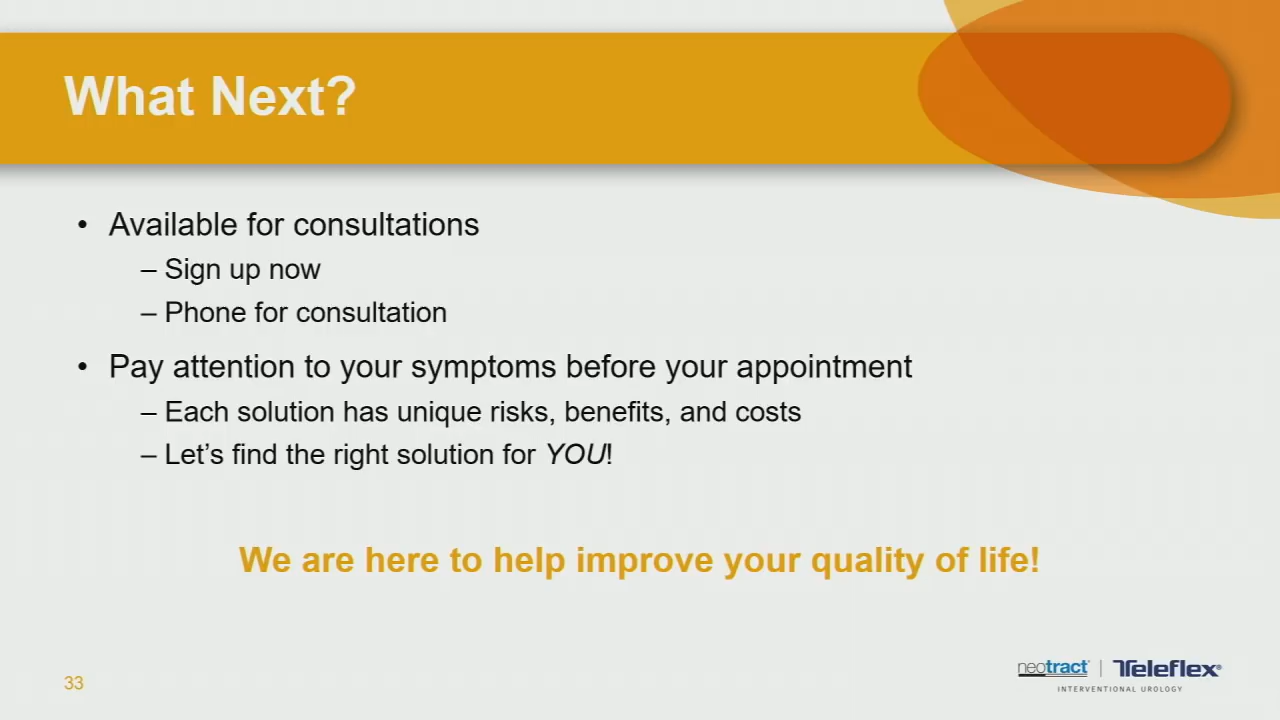 What Next?
• Available for consultations
– Sign up now
– Phone for consultation
• Pay attention to your symptoms before your appointment
– Each solution has unique risks, benefits, and costs
– Let’s find the right solution for YOU!
We are here to help improve your quality of life!
33
neotract | Teleflex®
INTERVENTIONAL UROLOGY